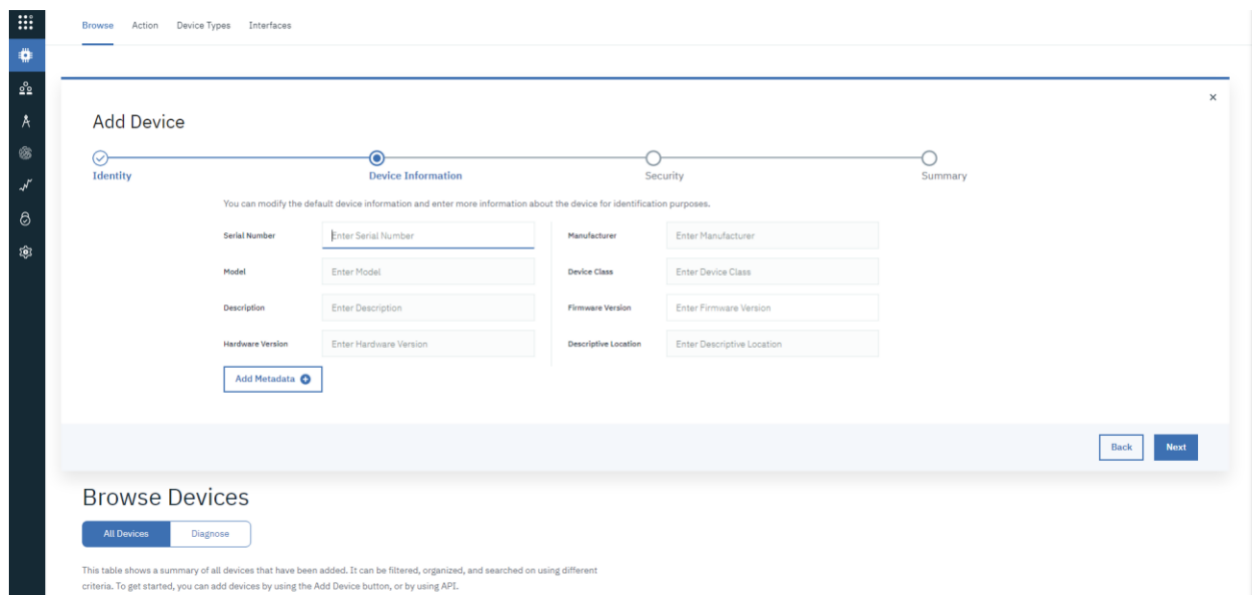 Browse Action Device Types Interfaces
Add Device
Identity Device Information Security Summary
You can modify the default device information and enter more information about the device for identification purposes.
Serial Number Enter Serial Number Manufacturer Enter Manufacturer
Model Enter Model Device Class Enter Device Class
Description Enter Description Firmware Version Enter Firmware Version
Hardware Version Enter Hardware Version Descriptive Location Enter Descriptive Location
Add Metadata
Back Next
Browse Devices
All Devices Diagnose
This table shows a summary of all devices that have been added. It can be filtered, organized, and searched on using different
criteria. To get started, you can add devices by using the Add Device button, or by using API.